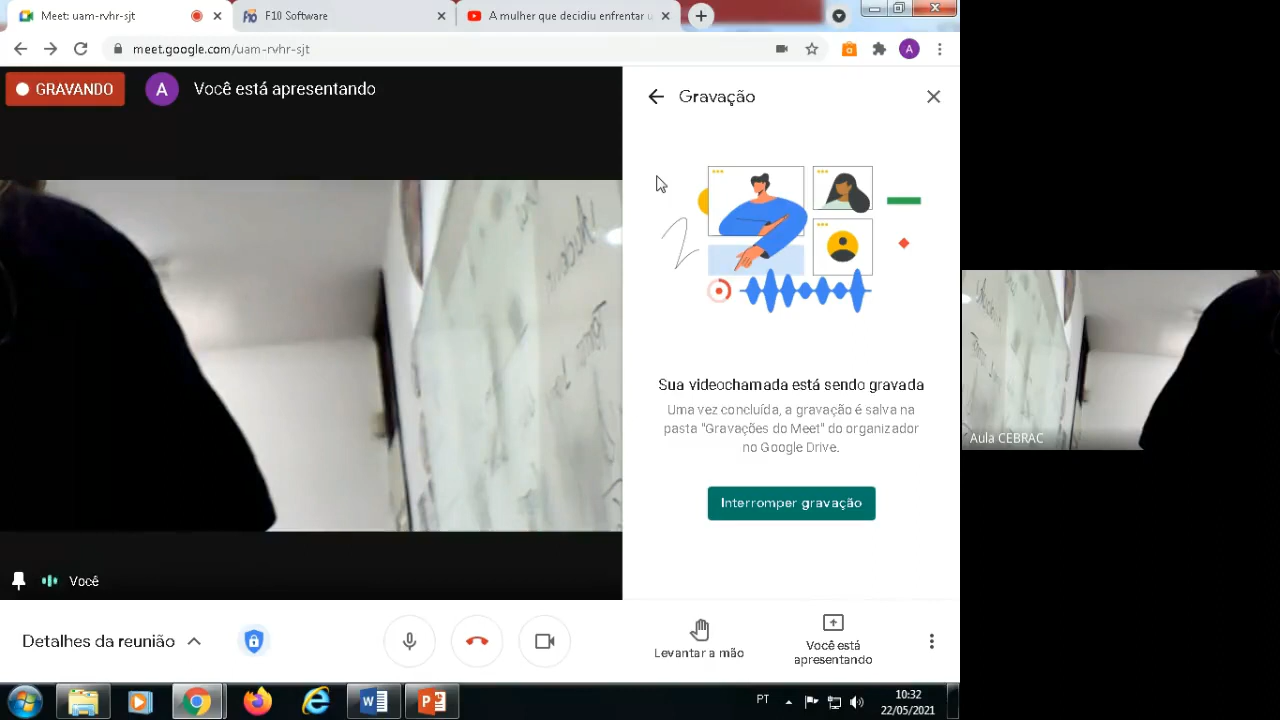 Meet: uam-rvhr-sjt
F10 Software
A mulher que decidiu enfrentar u
meet.google.com/uam-rvhr-sjt
A
GRAVANDO
A
Você está apresentando
Gravação
Sua videochamada está sendo gravada
Uma vez concluída, a gravação é salva na
pasta "Gravações do Meet" do organizador
no Google Drive.
Interromper gravação
Aula CEBRAC
Você
Detalhes da reunião
Levantar a mão
Você está
apresentando
PT
10:32
22/05/2021